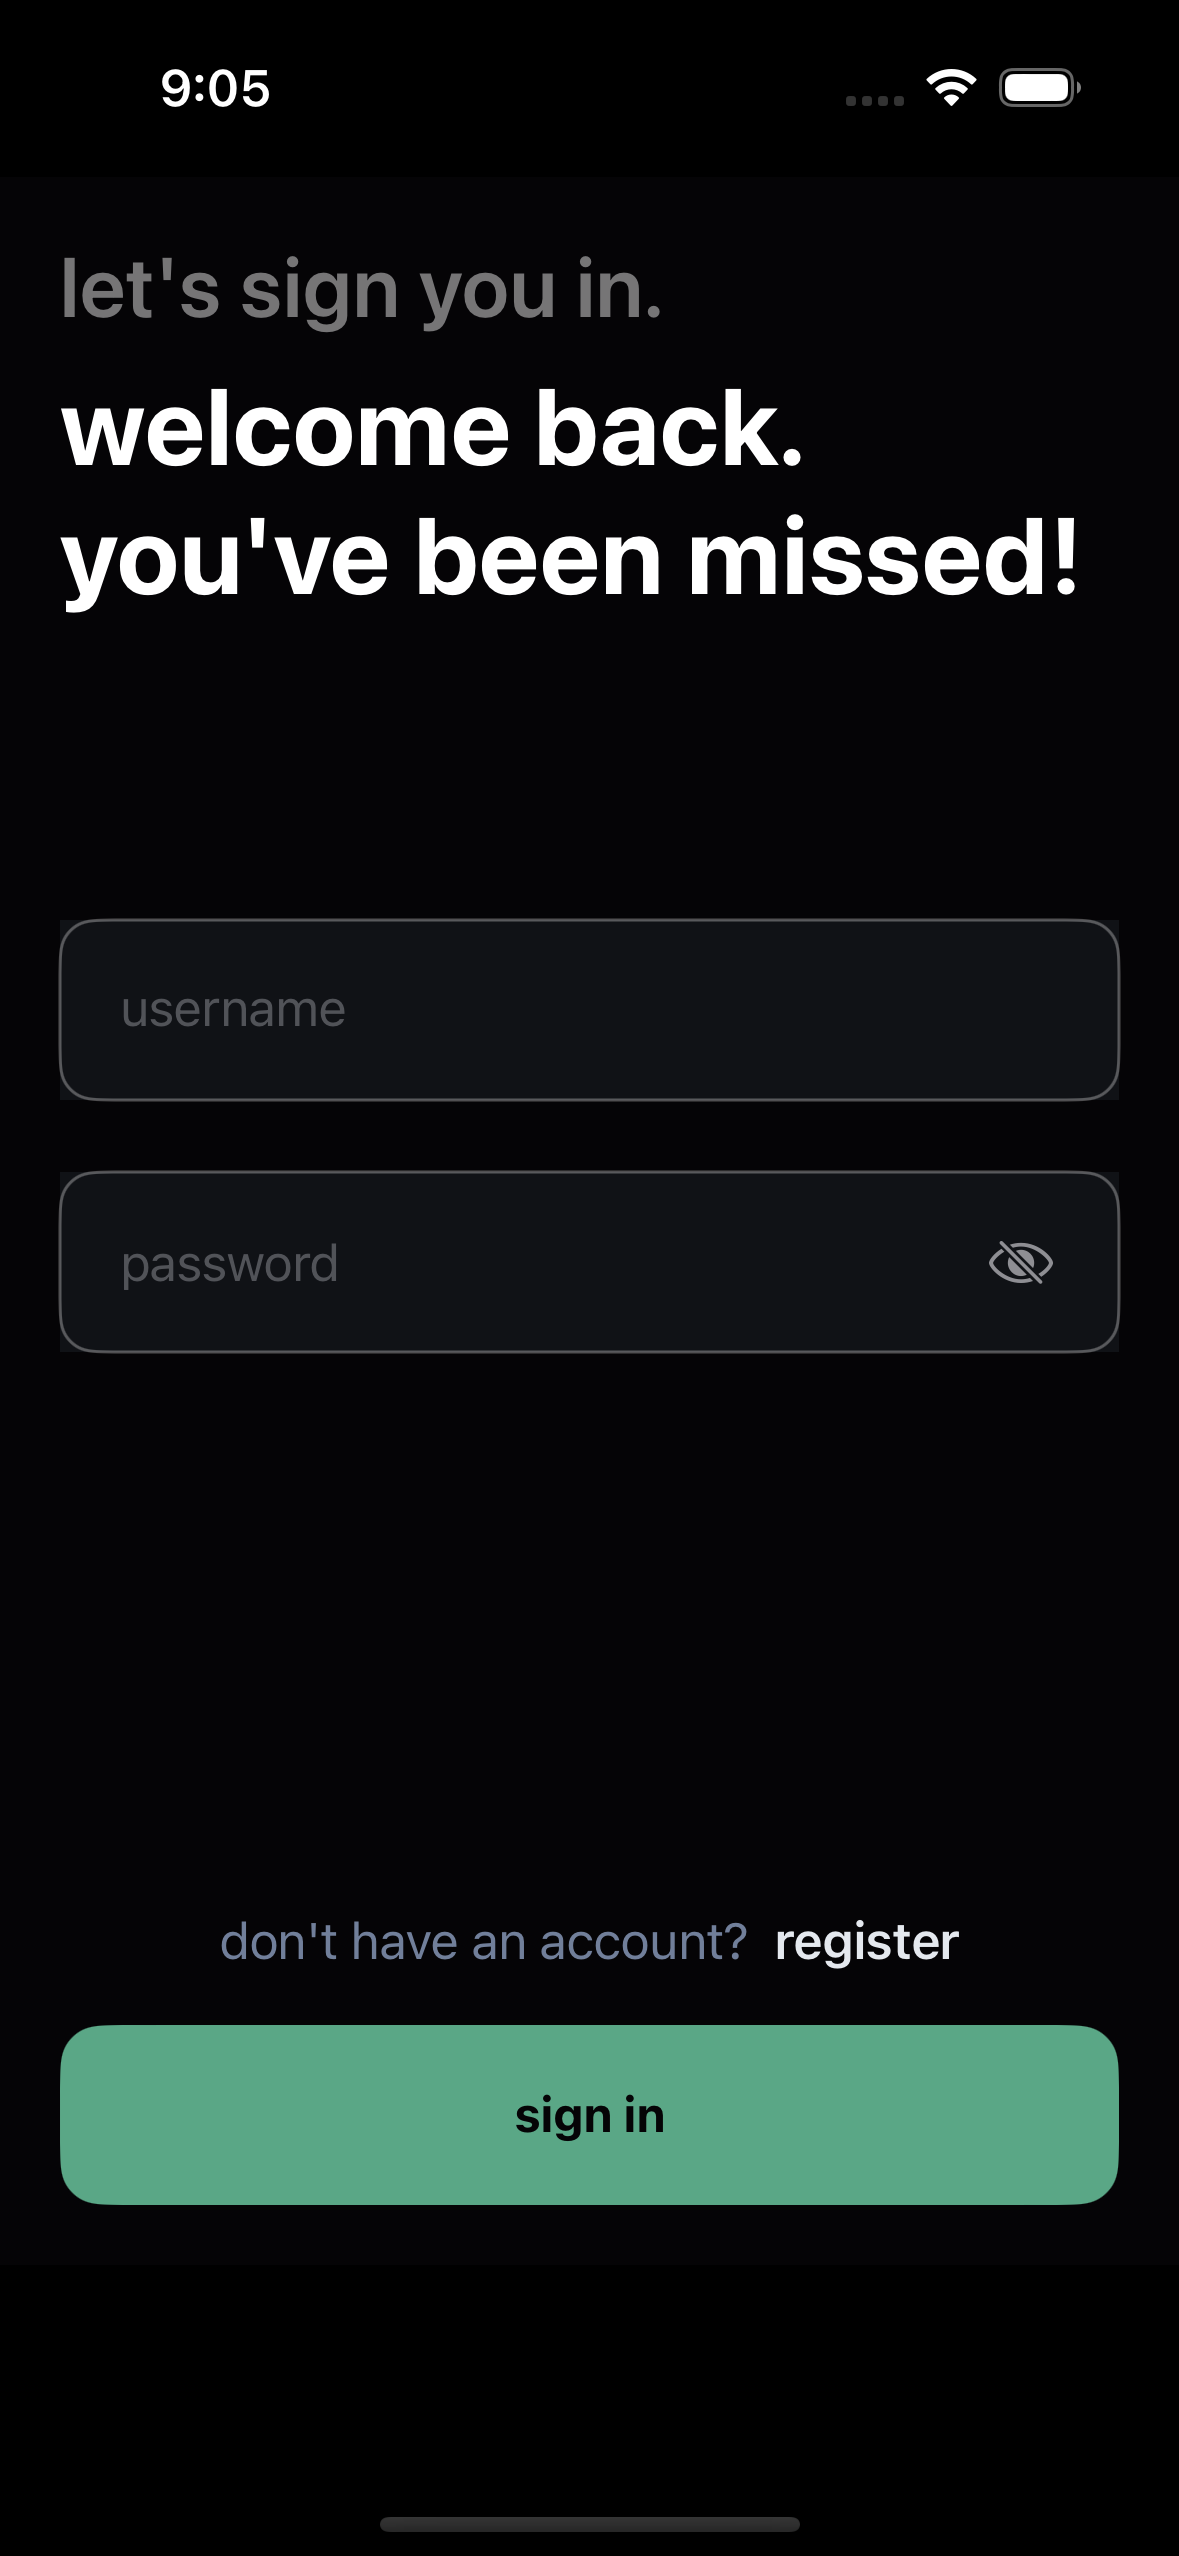 9:05
let's sign you in.
welcome back.
you've been missed!
username
password
don't have an account? register
sign in